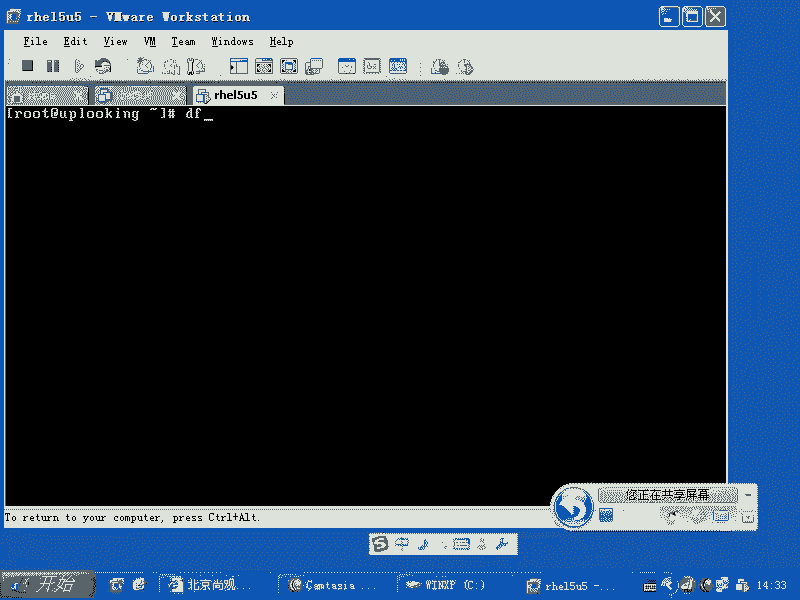 rhel5u5 - VMware Workstation
File Edit View VM Team Windows Help
rhel5u5
[root@uplooking ~]# df_
您正在共享屏幕
To return to your computer, press Ctrl+Alt.
开始 北京尚观... Camtasia ... WINXP (C:) rhel5u5 -... 14:33